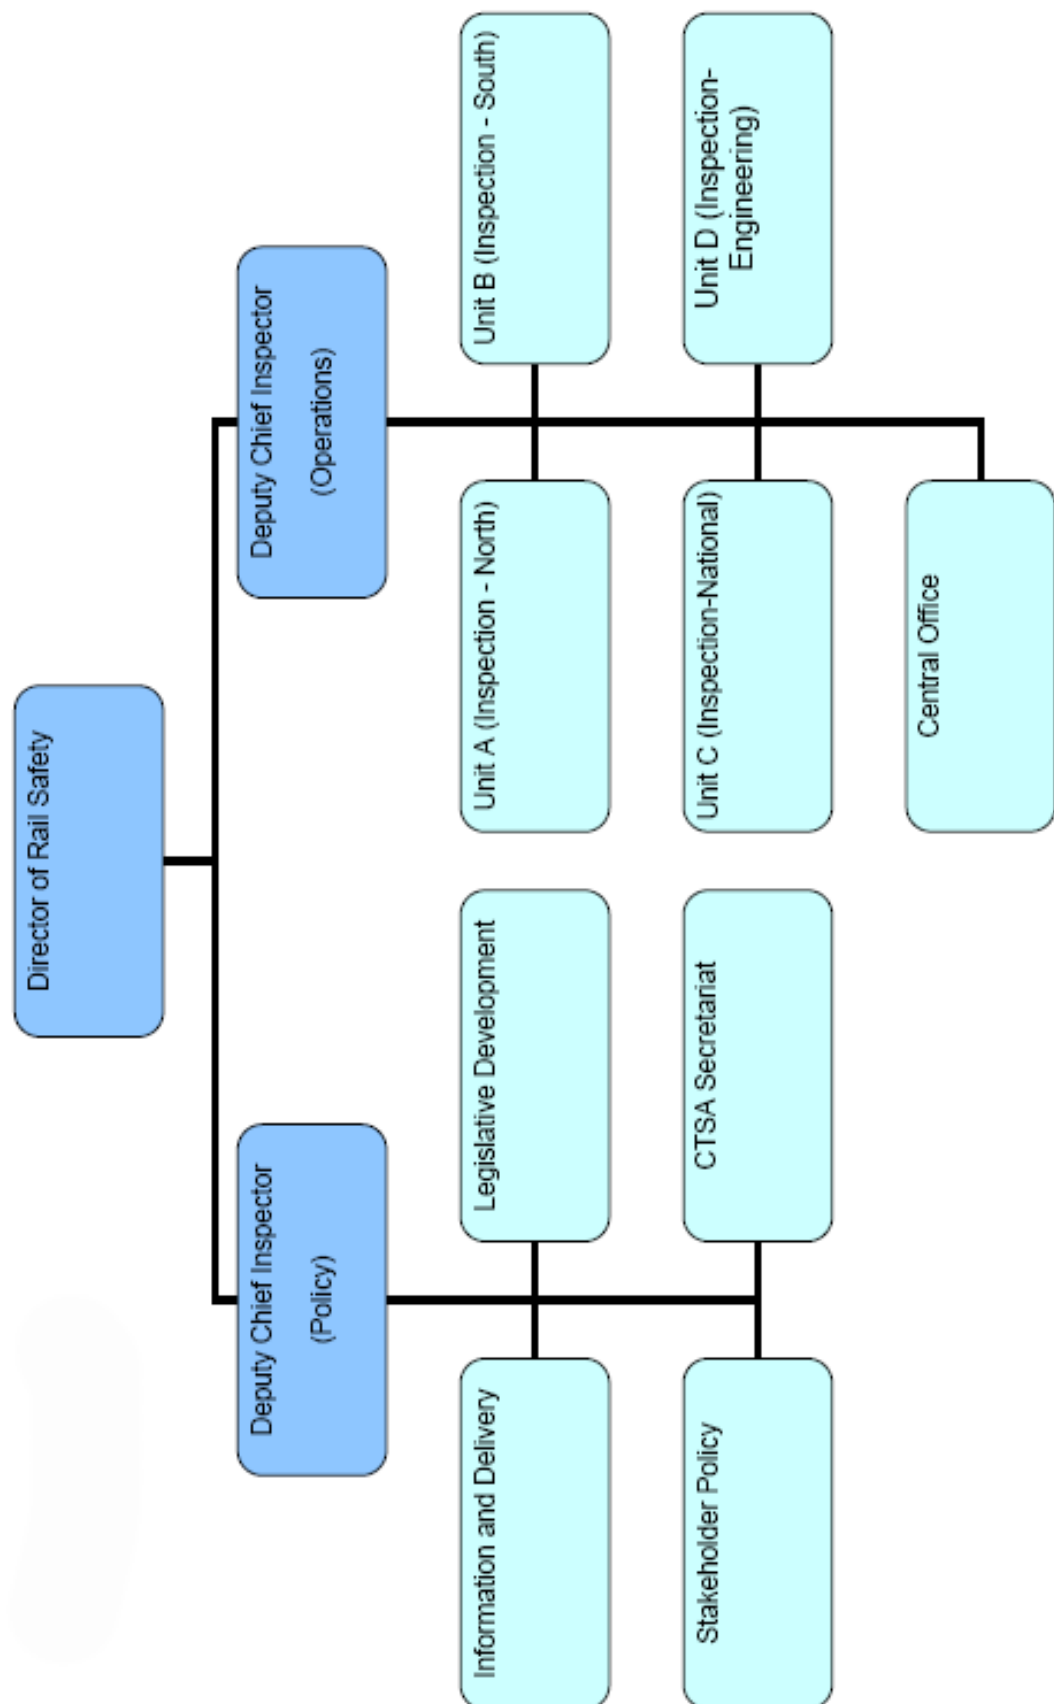 Director of Rail Safety
Deputy Chief Inspector
(Policy)
Deputy Chief Inspector
(Operations)
Information and Delivery
Legislative Development
Unit A (Inspection - North)
Unit B (Inspection - South)
Stakeholder Policy
CTSA Secretariat
Unit C (Inspection-National)
Unit D (Inspection-
Engineering)
Central Office